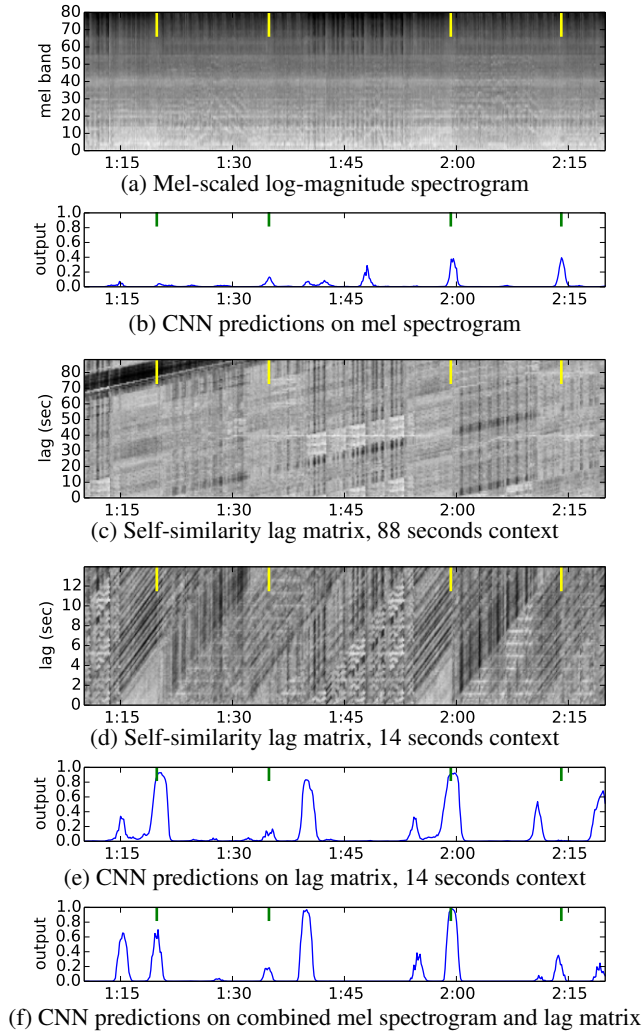 80
70
60
50
40
30
20
10
0
mel band
1:15 1:30 1:45 2:00 2:15
(a) Mel-scaled log-magnitude spectrogram
1.0
0.8
0.6
0.4
0.2
0.0
output
1:15 1:30 1:45 2:00 2:15
(b) CNN predictions on mel spectrogram
80
70
60
50
40
30
20
10
0
lag (sec)
1:15 1:30 1:45 2:00 2:15
(c) Self-similarity lag matrix, 88 seconds context
12
10
8
6
4
2
0
lag (sec)
1:15 1:30 1:45 2:00 2:15
(d) Self-similarity lag matrix, 14 seconds context
1.0
0.8
0.6
0.4
0.2
0.0
output
1:15 1:30 1:45 2:00 2:15
(e) CNN predictions on lag matrix, 14 seconds context
1.0
0.8
0.6
0.4
0.2
0.0
output
1:15 1:30 1:45 2:00 2:15
(f) CNN predictions on combined mel spectrogram and lag matrix